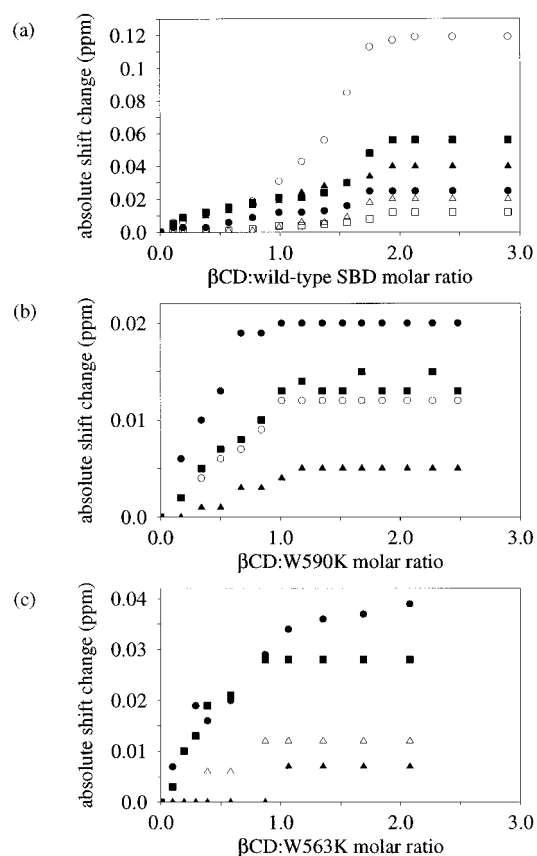 (a)
absolute shift change (ppm)
0.12
0.1
0.08
0.06
0.04
0.02
0.0
0.0 1.0 2.0 3.0
βCD:wild-type SBD molar ratio
(b)
absolute shift change (ppm)
0.02
0.01
0.0
0.0 1.0 2.0 3.0
βCD:W590K molar ratio
(c)
absolute shift change (ppm)
0.04
0.03
0.02
0.01
0.0
0.0 1.0 2.0 3.0
βCD:W563K molar ratio